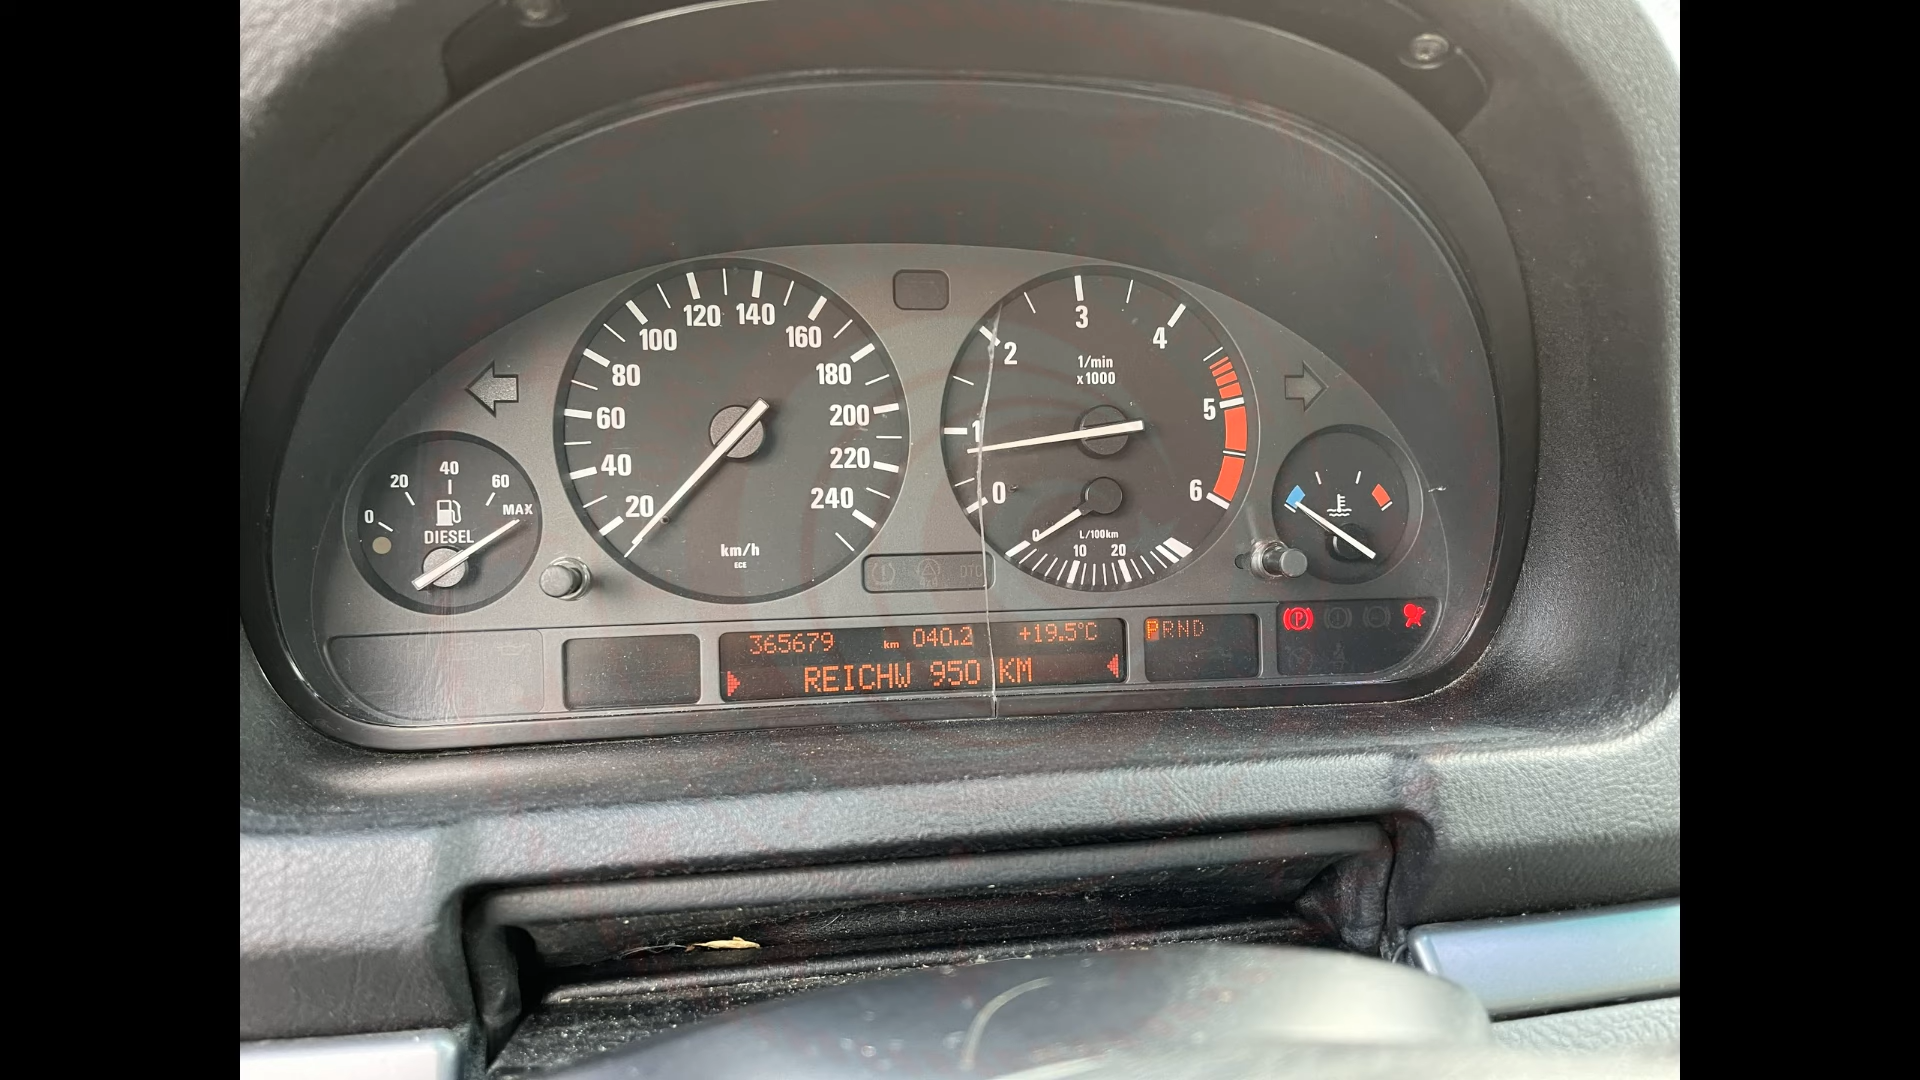 20 40 60 80 100 120 140 160 180 200 220 240
km/h
ECE
0 1 2 3 4 5 6
1/min
x1000
0 10 20
L/100km
0 20 40 60 MAX
DIESEL
DTC
365679 km 040.2 +19.5°C
REICHW 950 KM
PRND
P